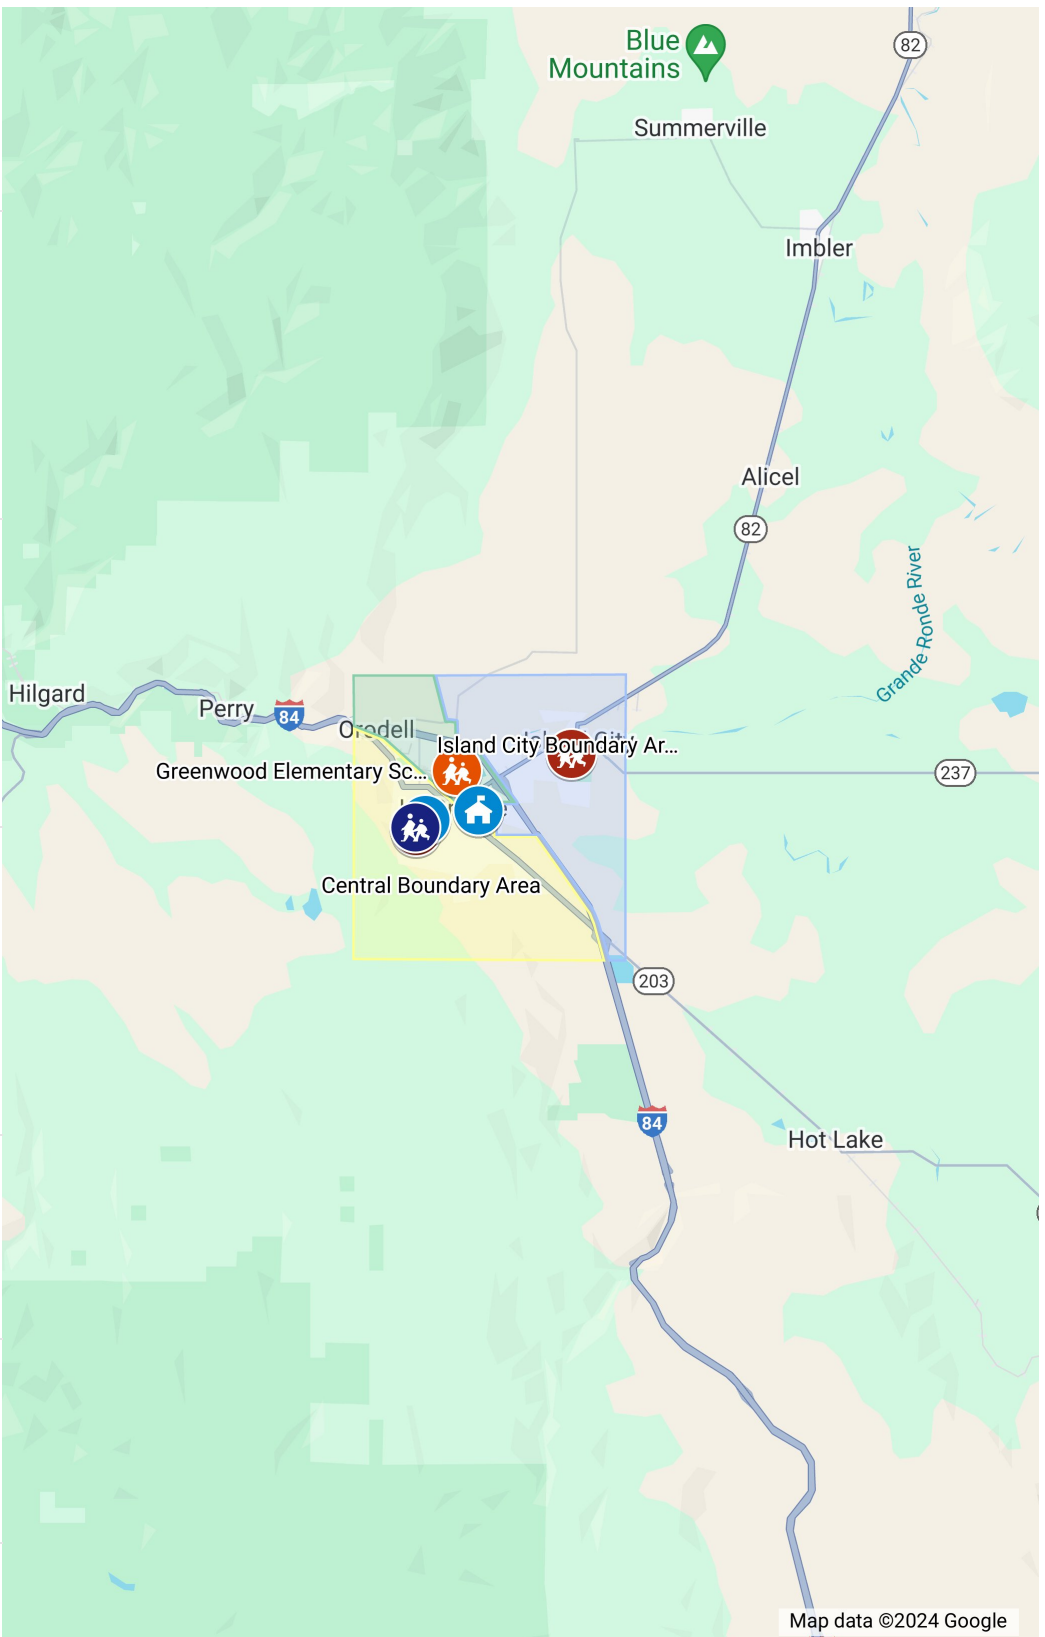 Blue
Mountains
82
Summerville
Imbler
Alicel
82
Grande Ronde River
Hilgard
Perry
84
Orodell
Island City Boundary Ar...
Greenwood Elementary Sc...
237
Central Boundary Area
203
84
Hot Lake
Map data ©2024 Google